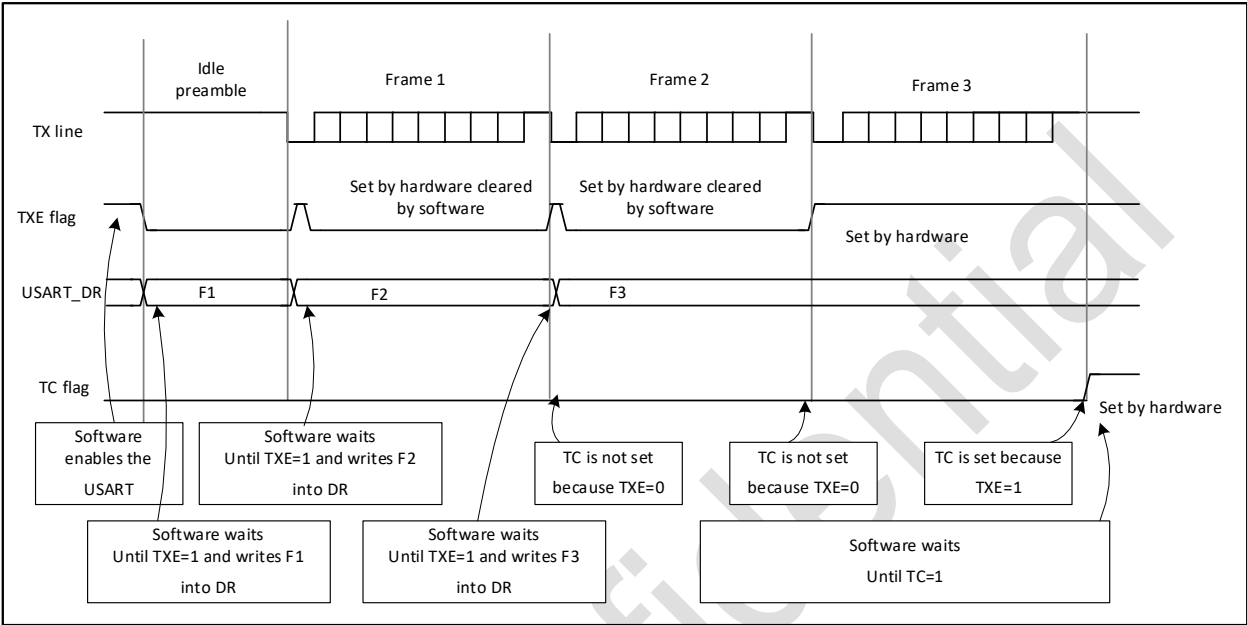 Idle
preamble
Frame 1
Frame 2
Frame 3
TX line
Set by hardware cleared
by software
Set by hardware cleared
by software
TXE flag
Set by hardware
USART_DR
F1
F2
F3
TC flag
Set by hardware
Software
enables the
USART
Software waits
Until TXE=1 and writes F2
into DR
TC is not set
because TXE=0
TC is not set
because TXE=0
TC is set because
TXE=1
Software waits
Until TXE=1 and writes F1
into DR
Software waits
Until TXE=1 and writes F3
into DR
Software waits
Until TC=1
fidential